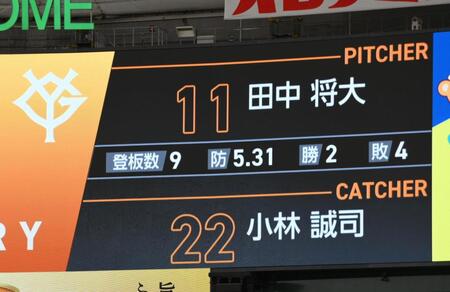 OME
PITCHER
11 田中 将大
登板数 9 防 5.31 勝 2 敗 4
CATCHER
22 小林 誠司
RY